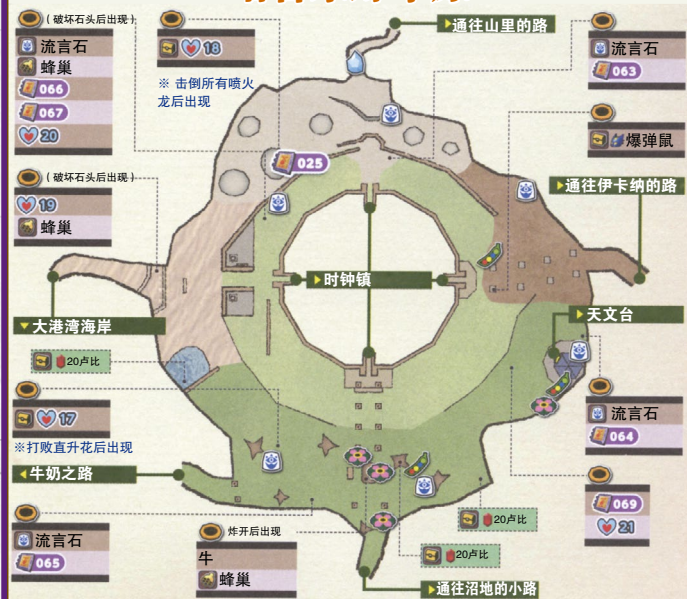 (破坏石头后出现)
流言石
蜂巢
066
067
20
18
※ 击倒所有喷火
龙后出现
通往山里的路
流言石
063
爆弹鼠
025
(破坏石头后出现)
19
蜂巢
通往伊卡纳的路
时钟镇
大港湾海岸
天文台
20卢比
17
※打败直升花后出现
流言石
064
牛奶之路
069
21
流言石
065
炸开后出现
牛
蜂巢
20卢比
20卢比
通往沼地的小路